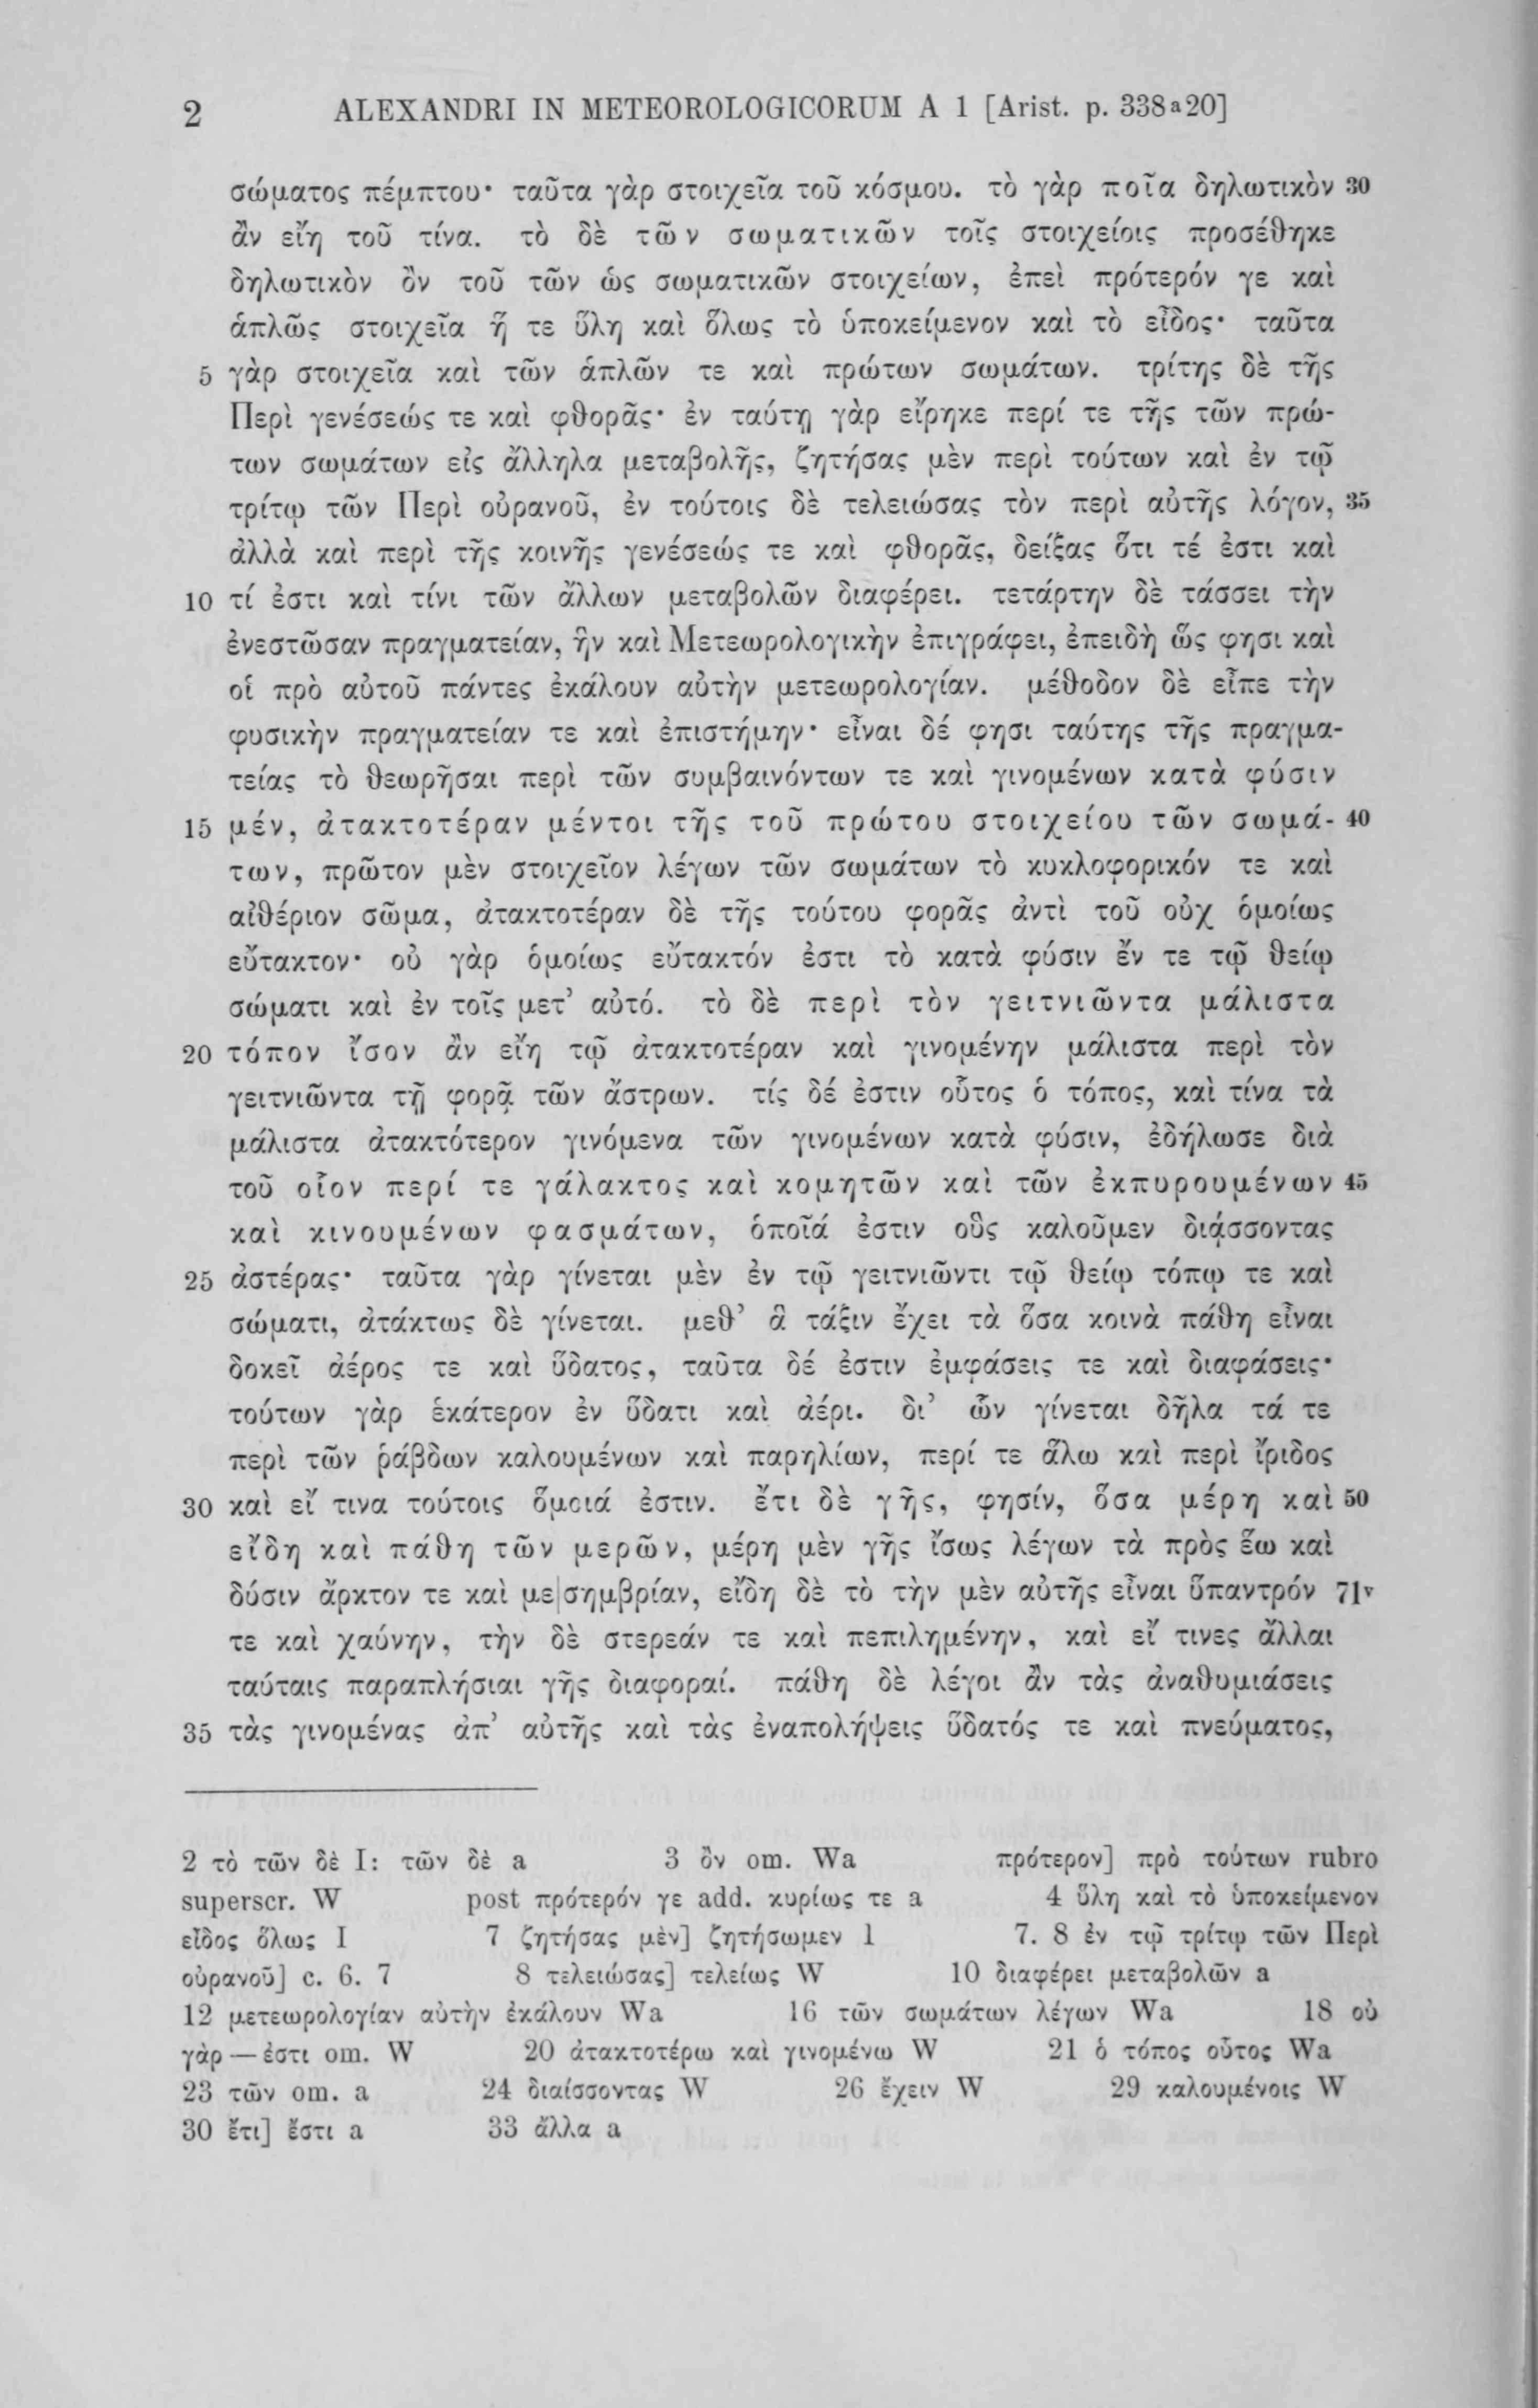 2 ALEXANDRI IN METEOROLOGICORUM A 1 [Arist. p. 338a20]
σώματος πέμπτου· ταῦτα γὰρ στοιχεῖα τοῦ κόσμου. τὸ γὰρ ποῖα δηλωτικὸν 30
ἂν εἴη τοῦ τίνα. τὸ δὲ τῶν σωματικῶν τοῖς στοιχείοις προσέθηκε
δηλωτικὸν ὂν τοῦ τῶν ὡς σωματικῶν στοιχείων, ἐπεὶ πρότερόν γε καὶ
ἁπλῶς στοιχεῖα ἥ τε ὕλη καὶ ὅλως τὸ ὑποκείμενον καὶ τὸ εἶδος· ταῦτα
5 γὰρ στοιχεῖα καὶ τῶν ἁπλῶν τε καὶ πρώτων σωμάτων. τρίτης δὲ τῆς
Περὶ γενέσεώς τε καὶ φθορᾶς· ἐν ταύτῃ γὰρ εἴρηκε περί τε τῆς τῶν πρώ-
των σωμάτων εἰς ἄλληλα μεταβολῆς, ζητήσας μὲν περὶ τούτων καὶ ἐν τῷ
τρίτῳ τῶν Περὶ οὐρανοῦ, ἐν τούτοις δὲ τελειώσας τὸν περὶ αὐτῆς λόγον, 35
ἀλλὰ καὶ περὶ τῆς κοινῆς γενέσεώς τε καὶ φθορᾶς, δείξας ὅτι τέ ἐστι καὶ
10 τί ἐστι καὶ τίνι τῶν ἄλλων μεταβολῶν διαφέρει. τετάρτην δὲ τάσσει τὴν
ἐνεστῶσαν πραγματείαν, ἣν καὶ Μετεωρολογικὴν ἐπιγράφει, ἐπειδὴ ὥς φησι καὶ
οἱ πρὸ αὐτοῦ πάντες ἐκάλουν αὐτὴν μετεωρολογίαν. μέθοδον δὲ εἶπε τὴν
φυσικὴν πραγματείαν τε καὶ ἐπιστήμην· εἶναι δέ φησι ταύτης τῆς πραγμα-
τείας τὸ θεωρῆσαι περὶ τῶν συμβαινόντων τε καὶ γινομένων κατὰ φύσιν
15 μέν, ἀτακτοτέραν μέντοι τῆς τοῦ πρώτου στοιχείου τῶν σωμά- 40
των, πρῶτον μὲν στοιχεῖον λέγων τῶν σωμάτων τὸ κυκλοφορικόν τε καὶ
αἰθέριον σῶμα, ἀτακτοτέραν δὲ τῆς τούτου φορᾶς ἀντὶ τοῦ οὐχ ὁμοίως
εὔτακτον· οὐ γὰρ ὁμοίως εὔτακτόν ἐστι τὸ κατὰ φύσιν ἔν τε τῷ θείῳ
σώματι καὶ ἐν τοῖς μετ’ αὐτό. τὸ δὲ περὶ τὸν γειτνιῶντα μάλιστα
20 τόπον ἴσον ἂν εἴη τῷ ἀτακτοτέραν καὶ γινομένην μάλιστα περὶ τὸν
γειτνιῶντα τῇ φορᾷ τῶν ἄστρων. τίς δέ ἐστιν οὗτος ὁ τόπος, καὶ τίνα τὰ
μάλιστα ἀτακτότερον γινόμενα τῶν γινομένων κατὰ φύσιν, ἐδήλωσε διὰ
τοῦ οἷον περί τε γάλακτος καὶ κομητῶν καὶ τῶν ἐκπυρουμένων 45
καὶ κινουμένων φασμάτων, ὁποῖά ἐστιν οὓς καλοῦμεν διᾴσσοντας
25 ἀστέρας· ταῦτα γὰρ γίνεται μὲν ἐν τῷ γειτνιῶντι τῷ θείῳ τόπῳ τε καὶ
σώματι, ἀτάκτως δὲ γίνεται. μεθ’ ἃ τάξιν ἔχει τὰ ὅσα κοινὰ πάθη εἶναι
δοκεῖ ἀέρος τε καὶ ὕδατος, ταῦτα δέ ἐστιν ἐμφάσεις τε καὶ διαφάσεις·
τούτων γὰρ ἑκάτερον ἐν ὕδατι καὶ ἀέρι. δι’ ὧν γίνεται δῆλα τά τε
περὶ τῶν ῥάβδων καλουμένων καὶ παρηλίων, περί τε ἅλω καὶ περὶ ἴριδος
30 καὶ εἴ τινα τούτοις ὅμοιά ἐστιν. ἔτι δὲ γῆς, φησίν, ὅσα μέρη καὶ 50
εἴδη καὶ πάθη τῶν μερῶν, μέρη μὲν γῆς ἴσως λέγων τὰ πρὸς ἕω καὶ
δύσιν ἄρκτον τε καὶ με|σημβρίαν, εἴδη δὲ τὸ τὴν μὲν αὐτῆς εἶναι ὕπαντρόν 71v
τε καὶ χαύνην, τὴν δὲ στερεάν τε καὶ πεπιλημένην, καὶ εἴ τινες ἄλλαι
ταύταις παραπλήσιαι γῆς διαφοραί. πάθη δὲ λέγοι ἂν τὰς ἀναθυμιάσεις
35 τὰς γινομένας ἀπ’ αὐτῆς καὶ τὰς ἐναπολήψεις ὕδατός τε καὶ πνεύματος,
2 τὸ τῶν δὲ I: τῶν δὲ a 3 ὂν om. Wa πρότερον] πρὸ τούτων rubro
superscr. W post πρότερόν γε add. κυρίως τε a 4 ὕλη καὶ τὸ ὑποκείμενον
εἶδος ὅλως I 7 ζητήσας μὲν] ζητήσωμεν I 7. 8 ἐν τῷ τρίτῳ τῶν Περὶ
οὐρανοῦ] c. 6. 7 8 τελειώσας] τελείως W 10 διαφέρει μεταβολῶν a
12 μετεωρολογίαν αὐτὴν ἐκάλουν Wa 16 τῶν σωμάτων λέγων Wa 18 οὐ
γὰρ — ἐστι om. W 20 ἀτακτοτέρω καὶ γινομένω W 21 ὁ τόπος οὗτος Wa
23 τῶν om. a 24 διαίσσοντας W 26 ἔχειν W 29 καλουμένοις W
30 ἔτι] ἔστι a 33 ἄλλα a